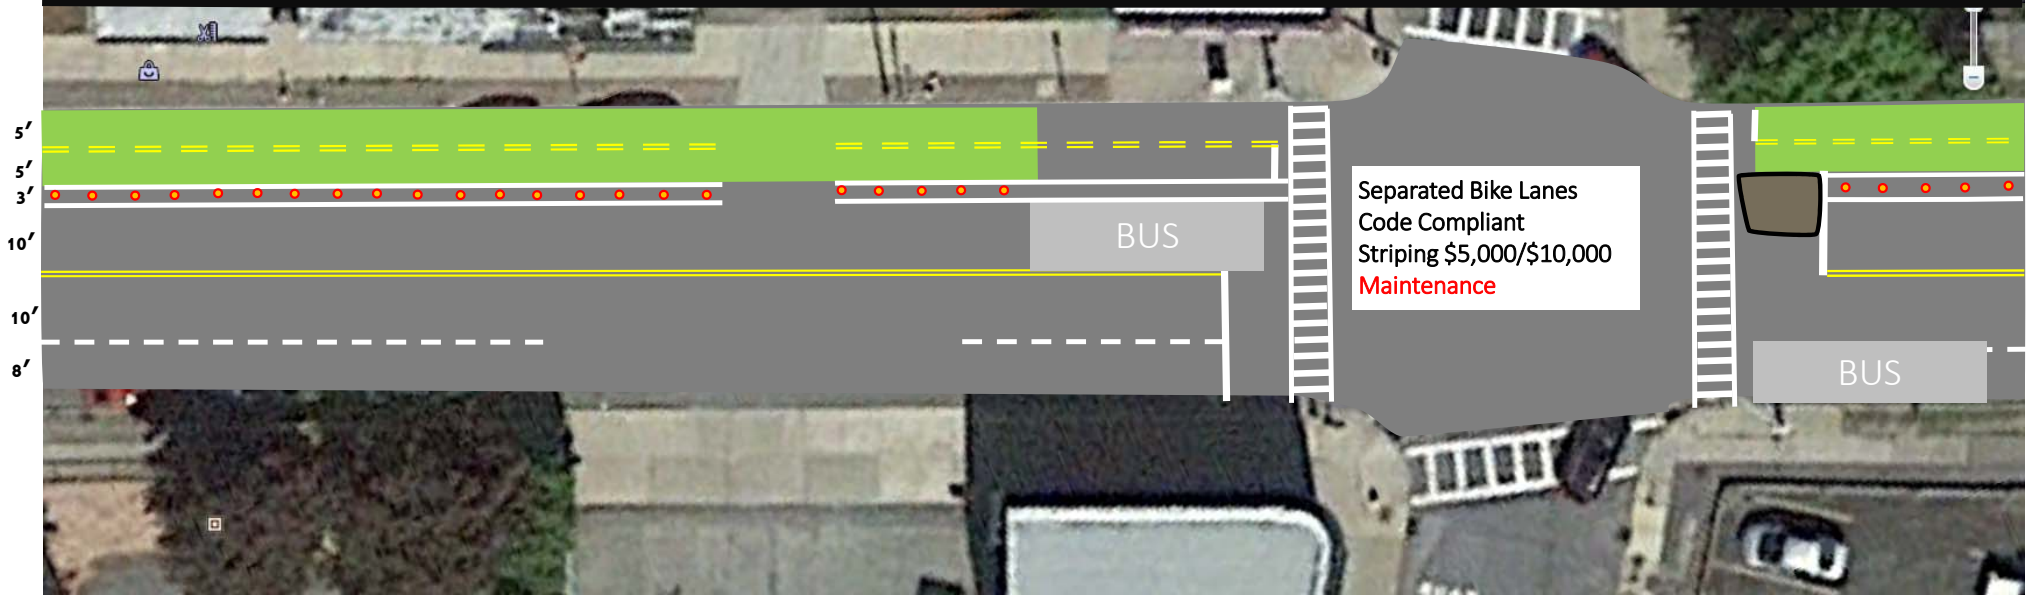 5’
5’
3’
10’
10’
8’
BUS
Separated Bike Lanes
Code Compliant
Striping $5,000/$10,000
Maintenance
BUS